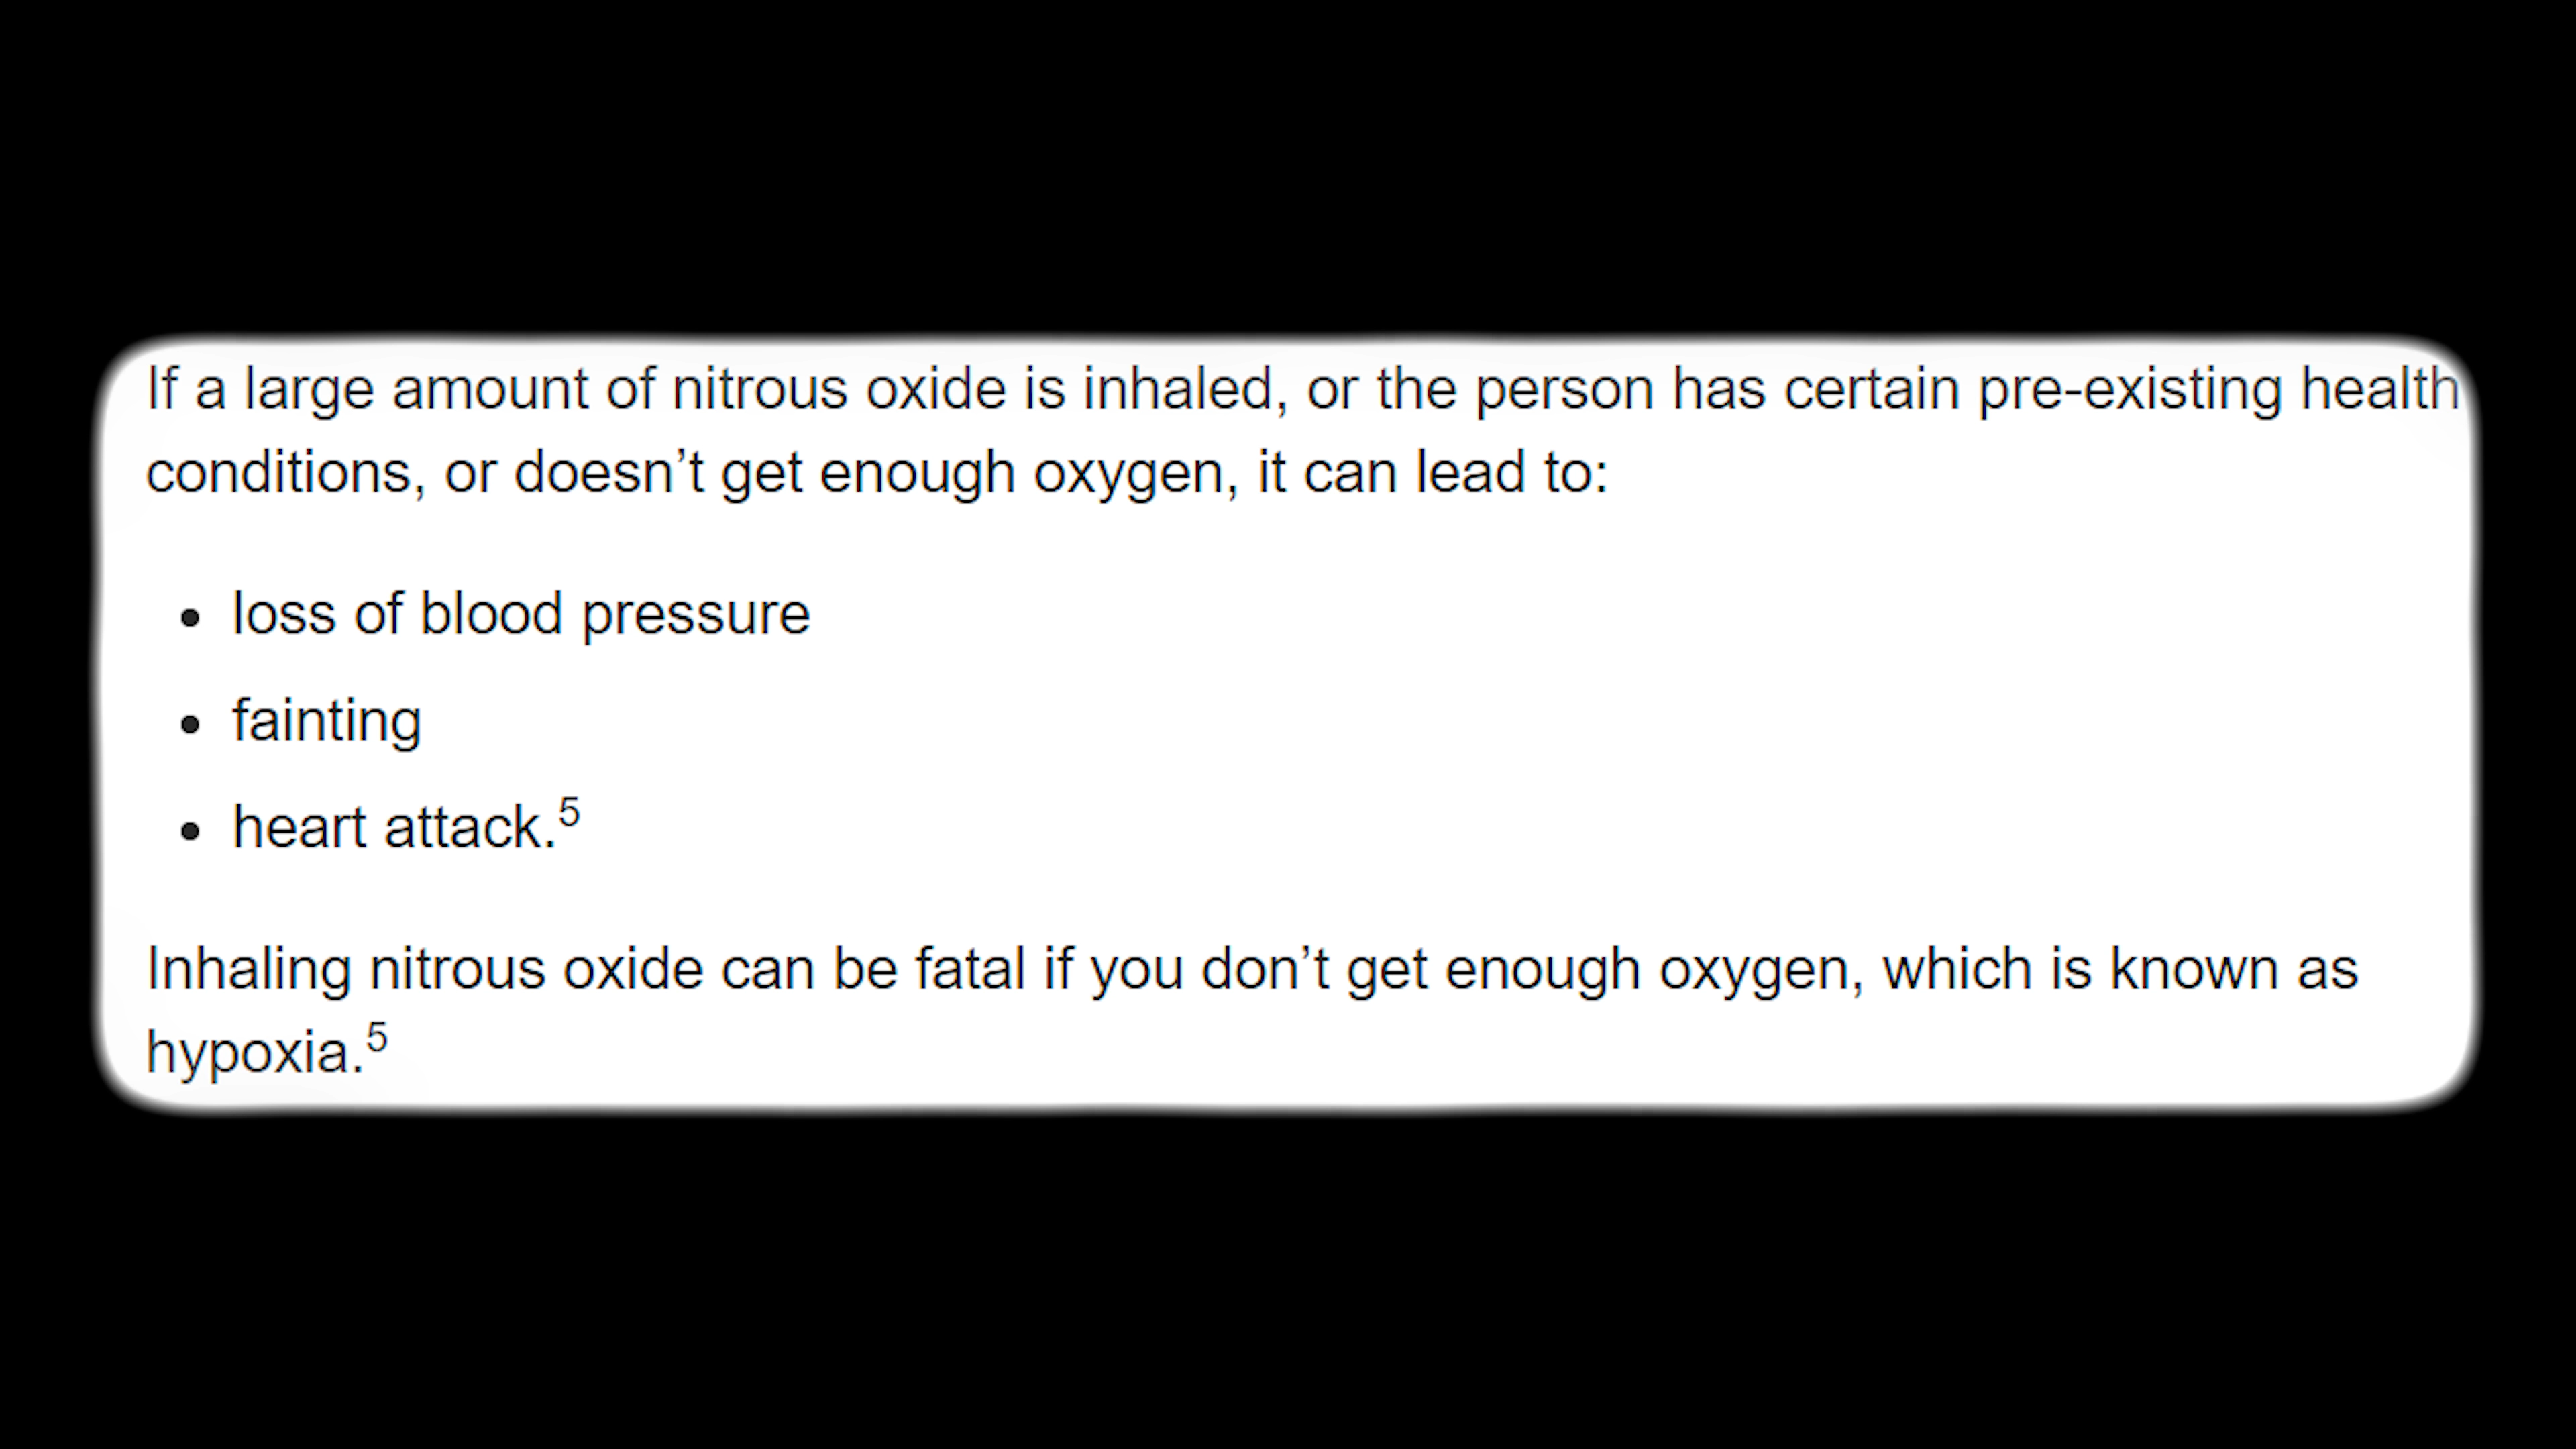 If a large amount of nitrous oxide is inhaled, or the person has certain pre-existing health
conditions, or doesn’t get enough oxygen, it can lead to:
• loss of blood pressure
• fainting
• heart attack.⁵
Inhaling nitrous oxide can be fatal if you don’t get enough oxygen, which is known as
hypoxia.⁵